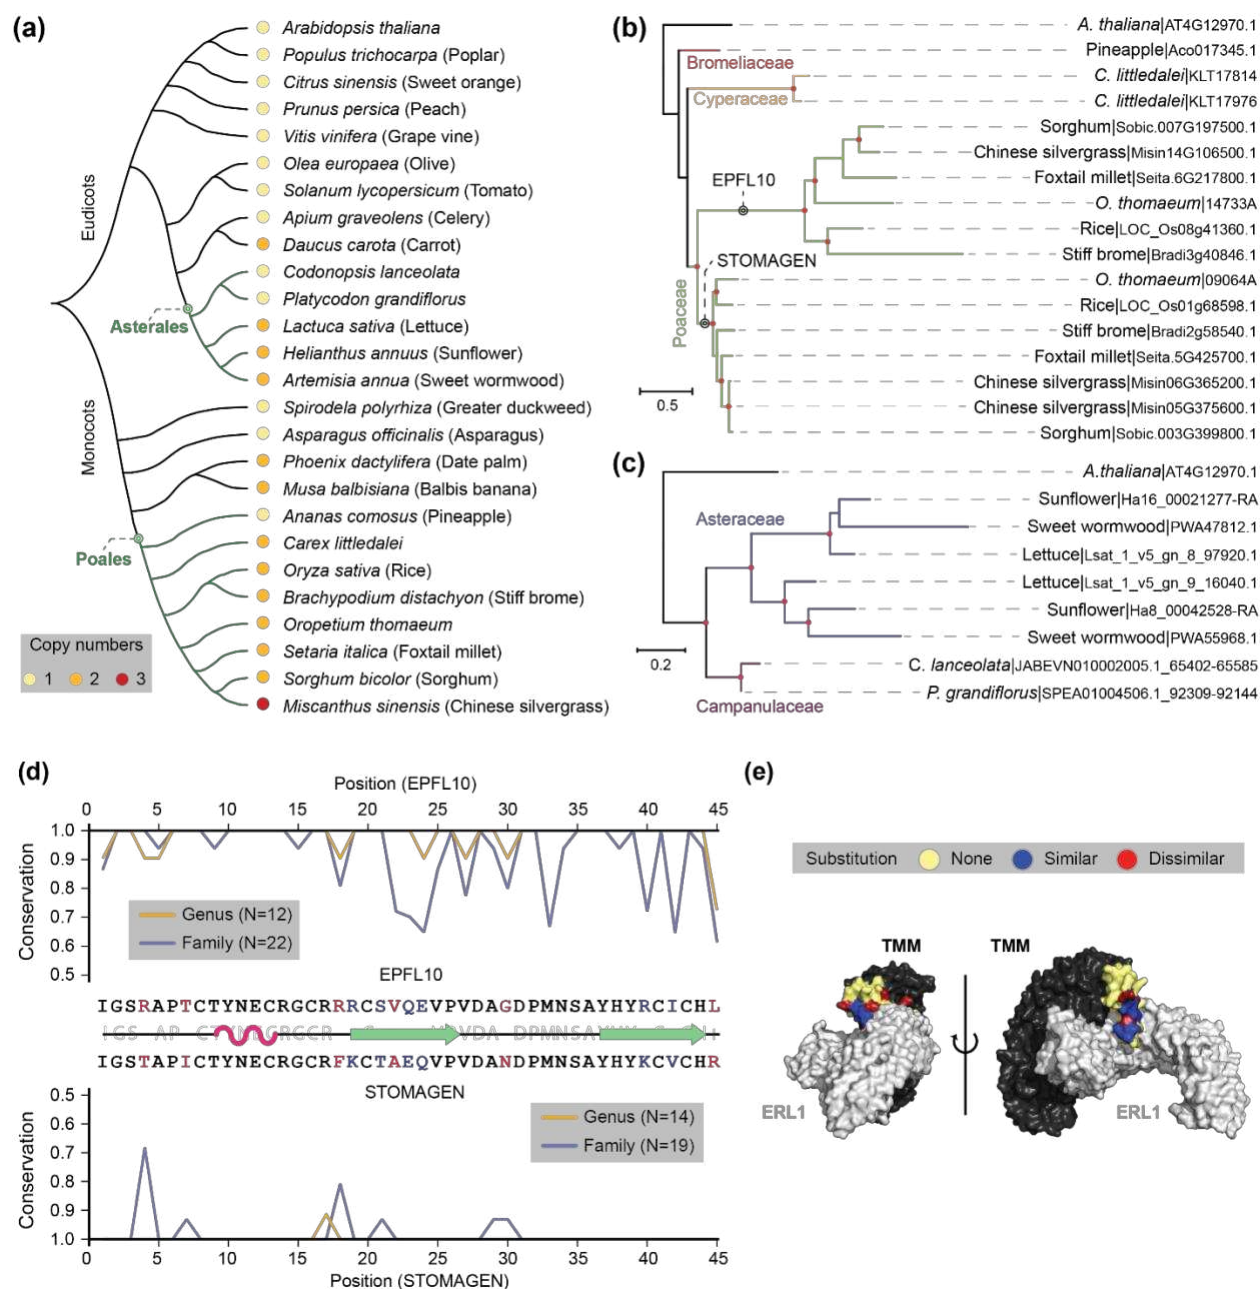 (a)
Arabidopsis thaliana
Populus trichocarpa (Poplar)
Citrus sinensis (Sweet orange)
Prunus persica (Peach)
Vitis vinifera (Grape vine)
Olea europaea (Olive)
Solanum lycopersicum (Tomato)
Apium graveolens (Celery)
Daucus carota (Carrot)
Codonopsis lanceolata
Platycodon grandiflorus
Lactuca sativa (Lettuce)
Helianthus annuus (Sunflower)
Artemisia annua (Sweet wormwood)
Spirodela polyrhiza (Greater duckweed)
Asparagus officinalis (Asparagus)
Phoenix dactylifera (Date palm)
Musa balbisiana (Balbis banana)
Ananas comosus (Pineapple)
Carex littledalei
Oryza sativa (Rice)
Brachypodium distachyon (Stiff brome)
Oropetium thomaeum
Setaria italica (Foxtail millet)
Sorghum bicolor (Sorghum)
Miscanthus sinensis (Chinese silvergrass)
Eudicots
Monocots
Asterales
Poales
Copy numbers
1 2 3
(b)
A. thaliana|AT4G12970.1
Pineapple|Aco017345.1
C. littledalei|KLT17814
C. littledalei|KLT17976
Sorghum|Sobic.007G197500.1
Chinese silvergrass|Misin14G106500.1
Foxtail millet|Seita.6G217800.1
O. thomaeum|14733A
Rice|LOC_Os08g41360.1
Stiff brome|Bradi3g40846.1
O. thomaeum|09064A
Rice|LOC_Os01g68598.1
Stiff brome|Bradi2g58540.1
Foxtail millet|Seita.5G425700.1
Chinese silvergrass|Misin06G365200.1
Chinese silvergrass|Misin05G375600.1
Sorghum|Sobic.003G399800.1
Bromeliaceae
Cyperaceae
EPFL10
STOMAGEN
Poaceae
0.5
(c)
A.thaliana|AT4G12970.1
Sunflower|Ha16_00021277-RA
Sweet wormwood|PWA47812.1
Lettuce|Lsat_1_v5_gn_8_97920.1
Lettuce|Lsat_1_v5_gn_9_16040.1
Sunflower|Ha8_00042528-RA
Sweet wormwood|PWA55968.1
C. lanceolata|JABEVN010002005.1_65402-65585
P. grandiflorus|SPEA01004506.1_92309-92144
Asteraceae
Campanulaceae
0.2
(d)
Position (EPFL10)
0 5 10 15 20 25 30 35 40 45
1.0
0.9
0.8
0.7
0.6
0.5
Conservation
Genus (N=12)
Family (N=22)
EPFL10
IGSRAPTCTYNECRGCRRRCSVQEVPVDAGDPMNSAYHYRCICHL
IGSTAPICTYNECRGCRFKCTAEQVPVDANDPMNSAYHYKCVCHR
STOMAGEN
Genus (N=14)
Family (N=19)
0.5
0.6
0.7
0.8
0.9
1.0
Conservation
0 5 10 15 20 25 30 35 40 45
Position (STOMAGEN)
(e)
Substitution None Similar Dissimilar
TMM TMM
ERL1 ERL1